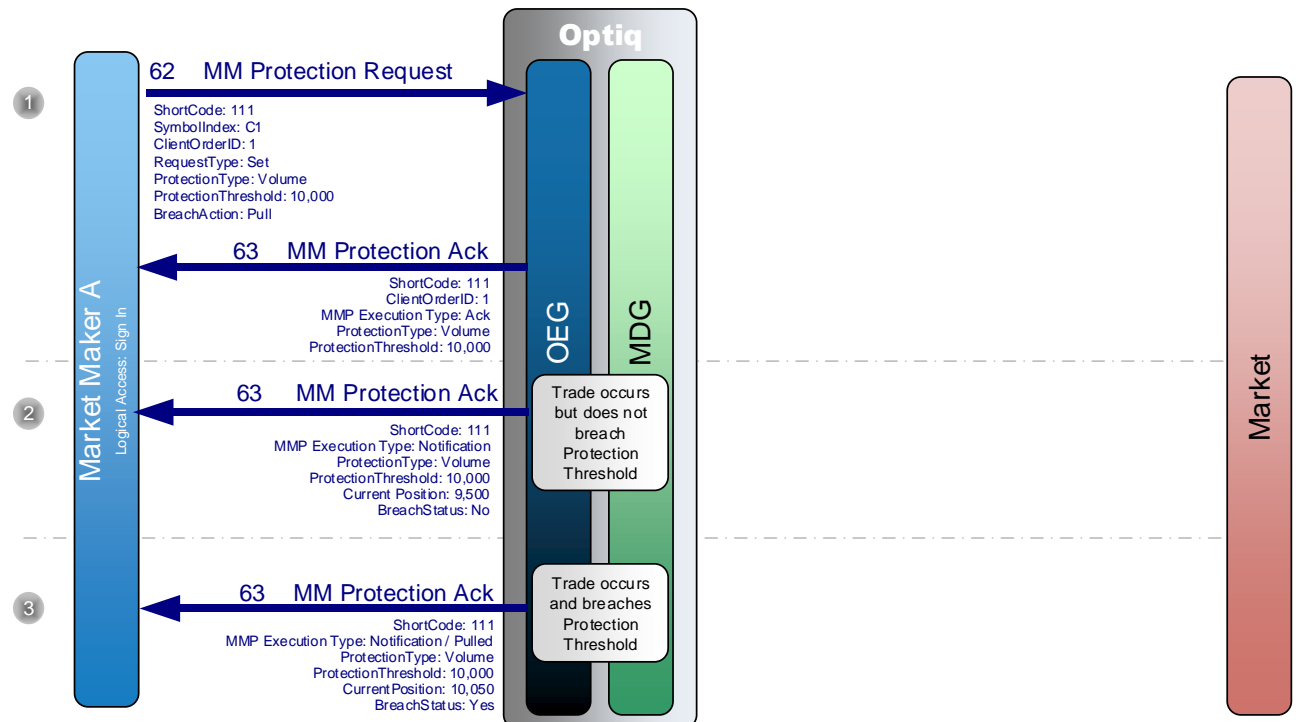 Optiq
Market Maker A
Logical Access: Sign In
OEG
MDG
Market
1
62 MM Protection Request
ShortCode: 111
SymbolIndex: C1
ClientOrderID: 1
RequestType: Set
ProtectionType: Volume
ProtectionThreshold: 10,000
BreachAction: Pull
63 MM Protection Ack
ShortCode: 111
ClientOrderID: 1
MMP Execution Type: Ack
ProtectionType: Volume
ProtectionThreshold: 10,000
2
63 MM Protection Ack
ShortCode: 111
MMP Execution Type: Notification
ProtectionType: Volume
ProtectionThreshold: 10,000
Current Position: 9,500
BreachStatus: No
Trade occurs
but does not
breach
Protection
Threshold
3
63 MM Protection Ack
ShortCode: 111
MMP Execution Type: Notification / Pulled
ProtectionType: Volume
ProtectionThreshold: 10,000
CurrentPosition: 10,050
BreachStatus: Yes
Trade occurs
and breaches
Protection
Threshold